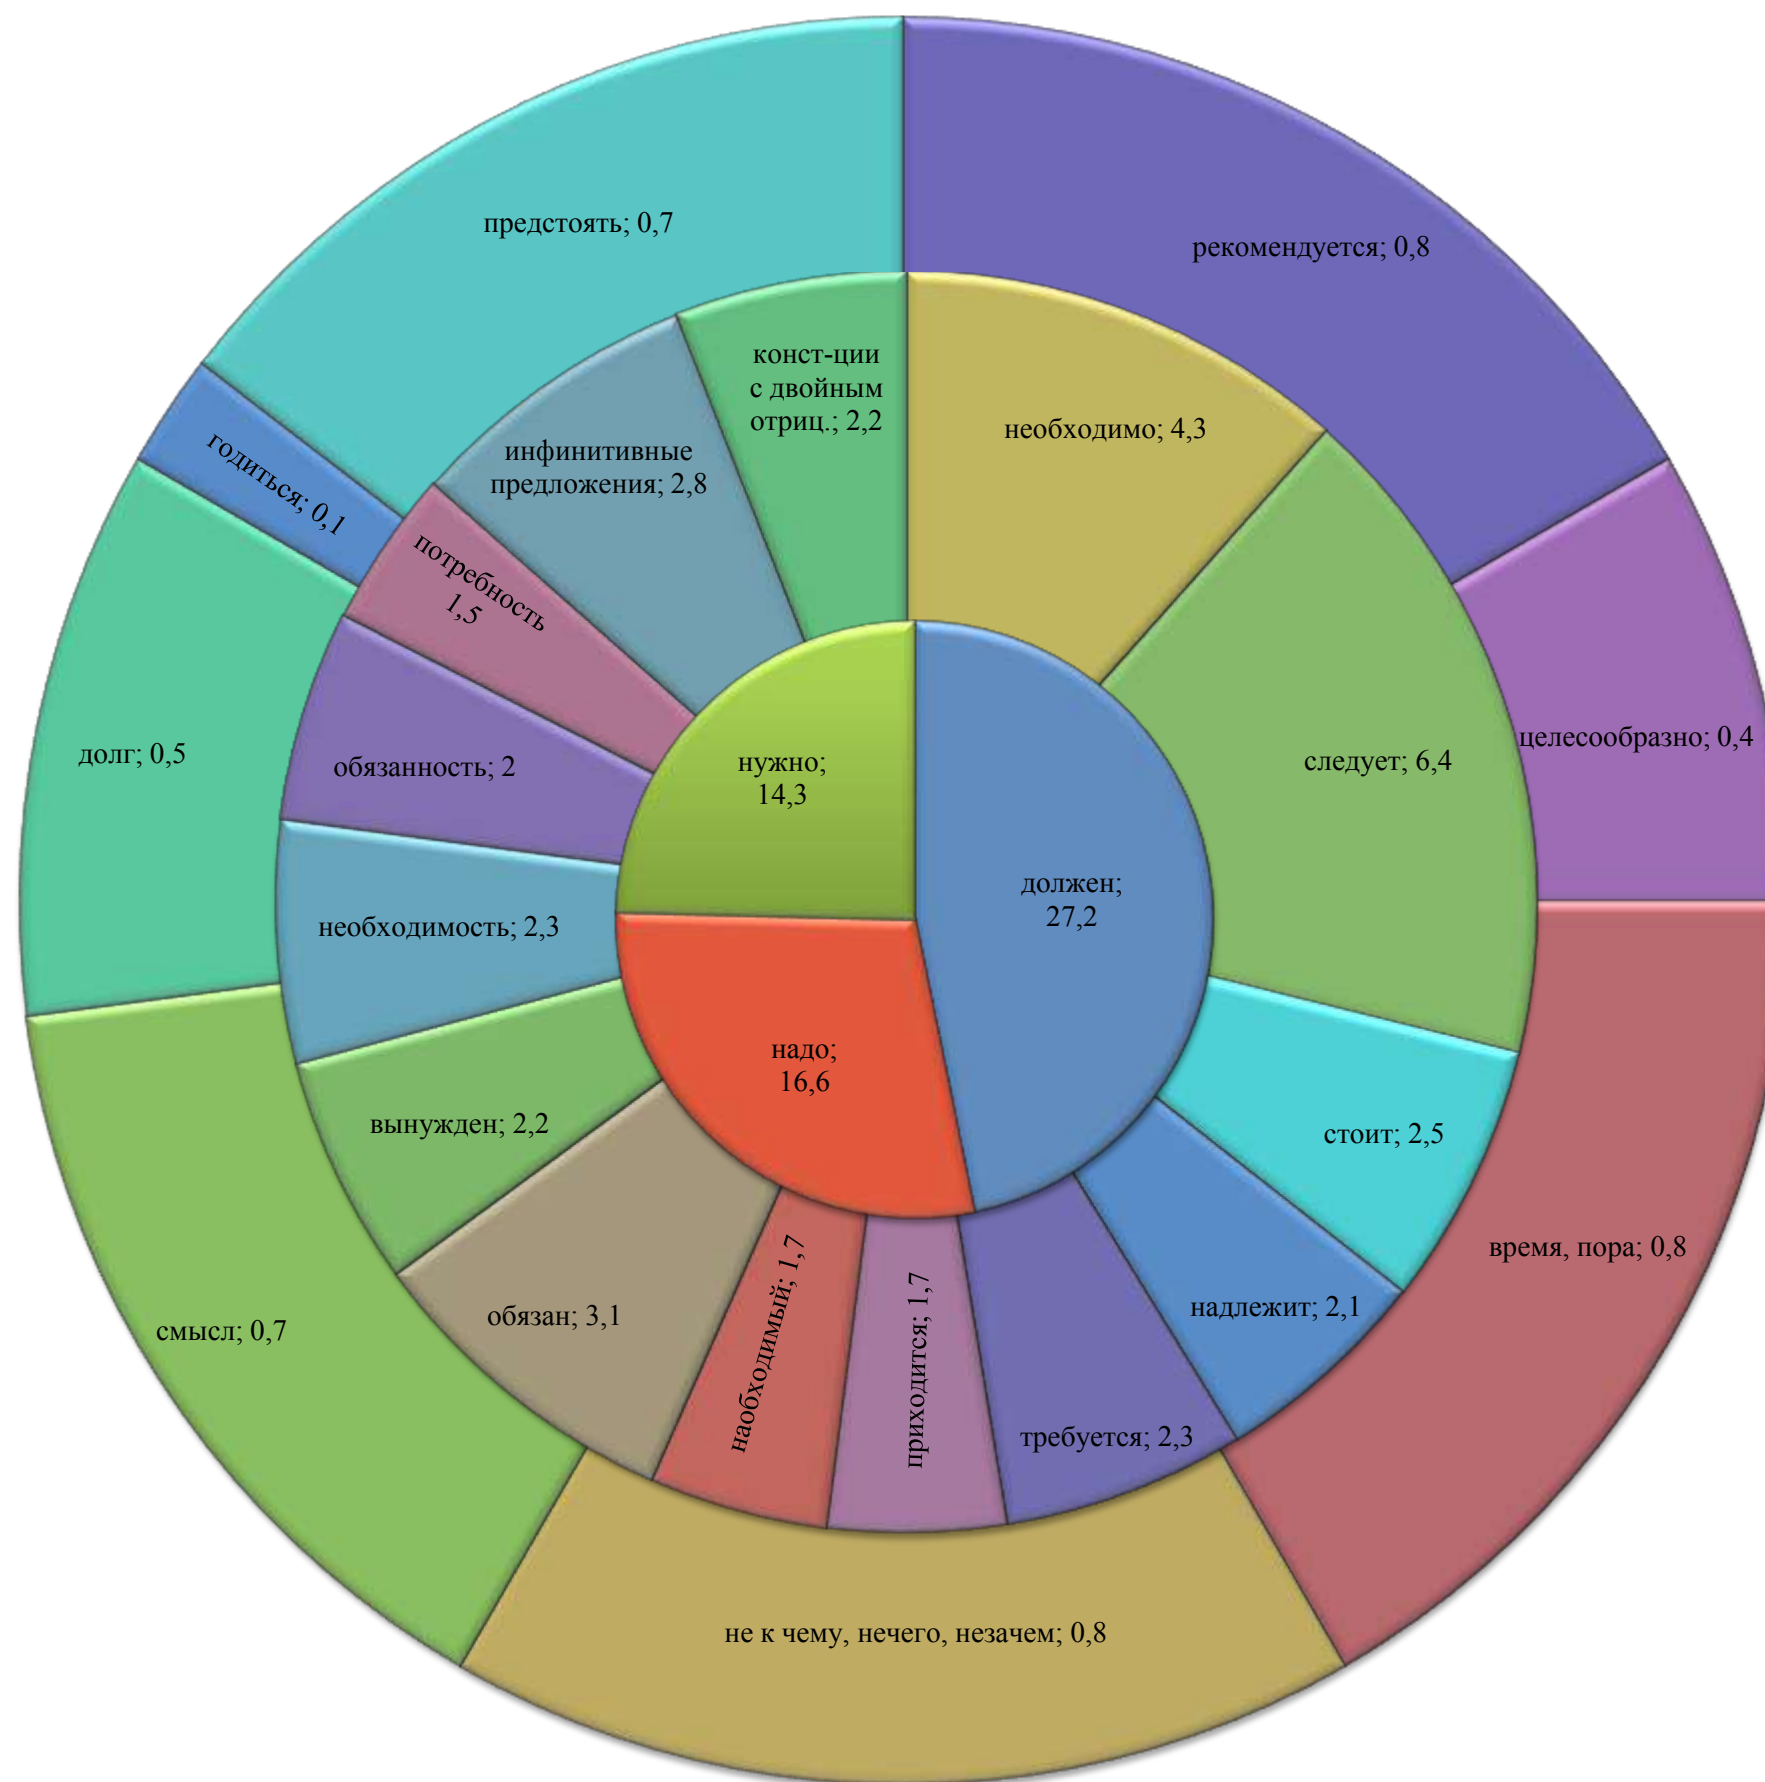 предстоять; 0,7
рекомендуется; 0,8
конст-ции
с двойным
отриц.; 2,2
необходимо; 4,3
инфинитивные
предложения; 2,8
годиться; 0,1
потребность
1,5
долг; 0,5
обязанность; 2
нужно;
14,3
следует; 6,4
целесообразно; 0,4
должен;
27,2
необходимость; 2,3
надо;
16,6
вынужден; 2,2
стоит; 2,5
время, пора; 0,8
смысл; 0,7
обязан; 3,1
наобходимый; 1,7
приходится; 1,7
требуется; 2,3
надлежит; 2,1
не к чему, нечего, незачем; 0,8